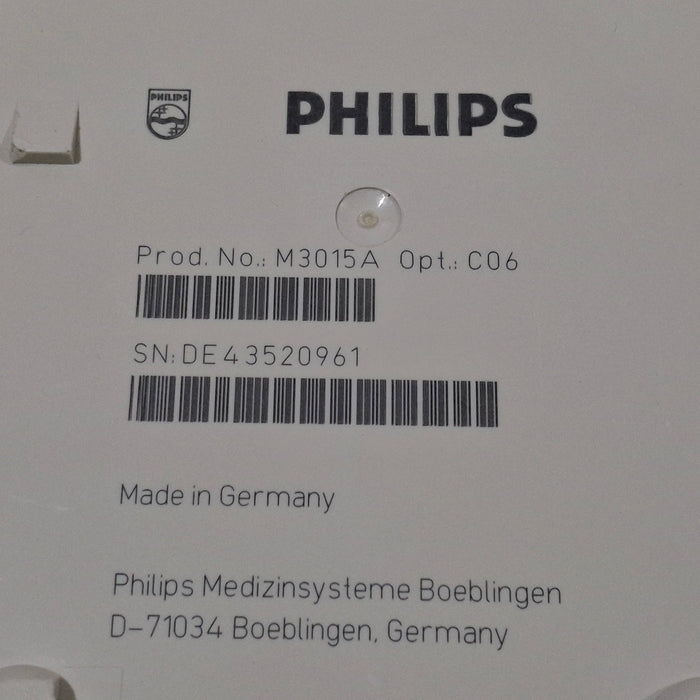 PHILIPS
PHILIPS
Prod. No.: M3015A Opt.: C06
SN: DE43520961
Made in Germany
Philips Medizinsysteme Boeblingen
D-71034 Boeblingen, Germany